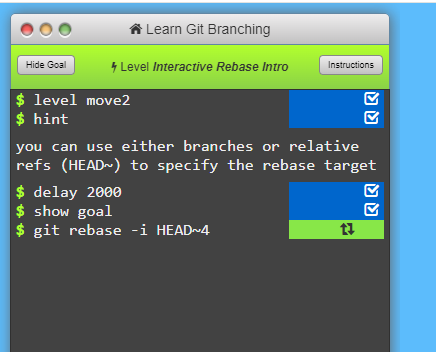 Learn Git Branching
Hide Goal
Level Interactive Rebase Intro
Instructions
$ level move2
$ hint
you can use either branches or relative
refs (HEAD~) to specify the rebase target
$ delay 2000
$ show goal
$ git rebase -i HEAD~4